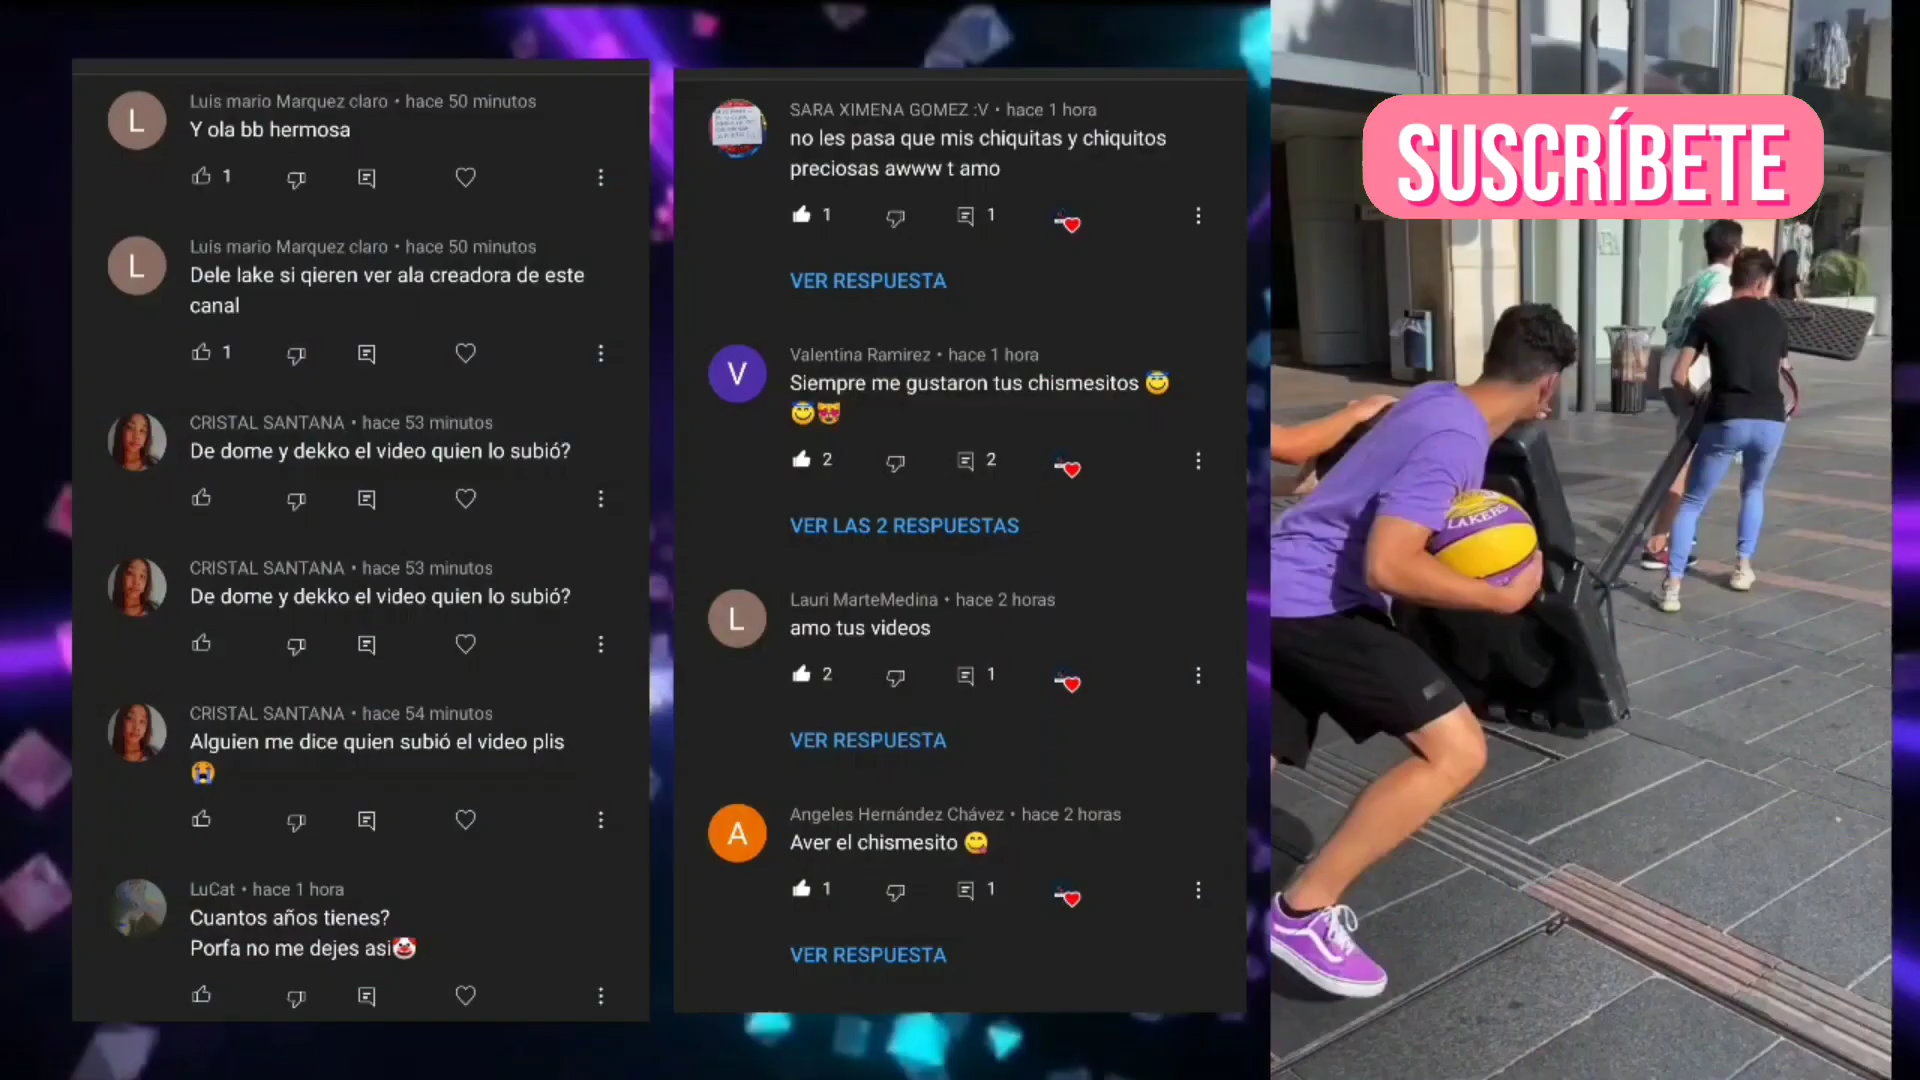 Luis mario Marquez claro • hace 50 minutos
Y ola bb hermosa
1
Luis mario Marquez claro • hace 50 minutos
Dele lake si qieren ver ala creadora de este
canal
1
CRISTAL SANTANA • hace 53 minutos
De dome y dekko el video quien lo subió?
CRISTAL SANTANA • hace 53 minutos
De dome y dekko el video quien lo subió?
CRISTAL SANTANA • hace 54 minutos
Alguien me dice quien subió el video plis
😭
LuCat • hace 1 hora
Cuantos años tienes?
Porfa no me dejes asi🤡
SARA XIMENA GOMEZ :V • hace 1 hora
no les pasa que mis chiquitas y chiquitos
preciosas awww t amo
1 1
VER RESPUESTA
Valentina Ramirez • hace 1 hora
Siempre me gustaron tus chismesitos 😇
😇😻
2 2
VER LAS 2 RESPUESTAS
Lauri MarteMedina • hace 2 horas
amo tus videos
2 1
VER RESPUESTA
Angeles Hernández Chávez • hace 2 horas
Aver el chismesito 😋
1 1
VER RESPUESTA
L
L
V
L
A
SUSCRÍBETE
LAKERS